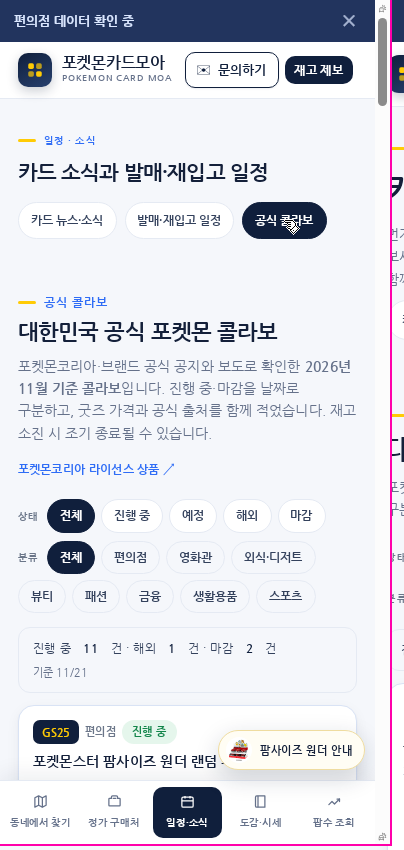 편의점 데이터 확인 중
포켓몬카드모아
POKEMON CARD MOA
문의하기
재고 제보
일정 · 소식
카드 소식과 발매·재입고 일정
카드 뉴스·소식
발매·재입고 일정
공식 콜라보
공식 콜라보
대한민국 공식 포켓몬 콜라보
포켓몬코리아·브랜드 공식 공지와 보도로 확인한 2026년
11월 기준 콜라보입니다. 진행 중·마감을 날짜로
구분하고, 굿즈 가격과 공식 출처를 함께 적었습니다. 재고
소진 시 조기 종료될 수 있습니다.
포켓몬코리아 라이선스 상품 ↗
상태 전체 진행 중 예정 해외 마감
분류 전체 편의점 영화관 외식·디저트
뷰티 패션 금융 생활용품 스포츠
진행 중 11 건 · 해외 1 건 · 마감 2 건
기준 11/21
GS25 편의점 진행 중
포켓몬스터 팜사이즈 원더 랜덤
팜사이즈 원더 안내
동네에서 찾기
정가 구매처
일정·소식
도감·시세
팝수 조회